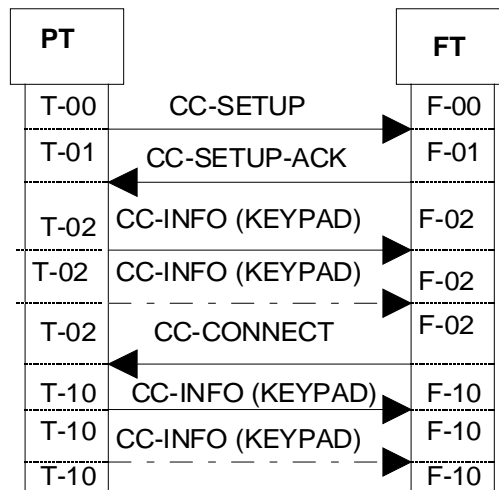 PT FT
T-00 CC-SETUP F-00
T-01 CC-SETUP-ACK F-01
T-02 CC-INFO (KEYPAD) F-02
T-02 CC-INFO (KEYPAD) F-02
T-02 CC-CONNECT F-02
T-10 CC-INFO (KEYPAD) F-10
T-10 CC-INFO (KEYPAD) F-10
T-10 F-10